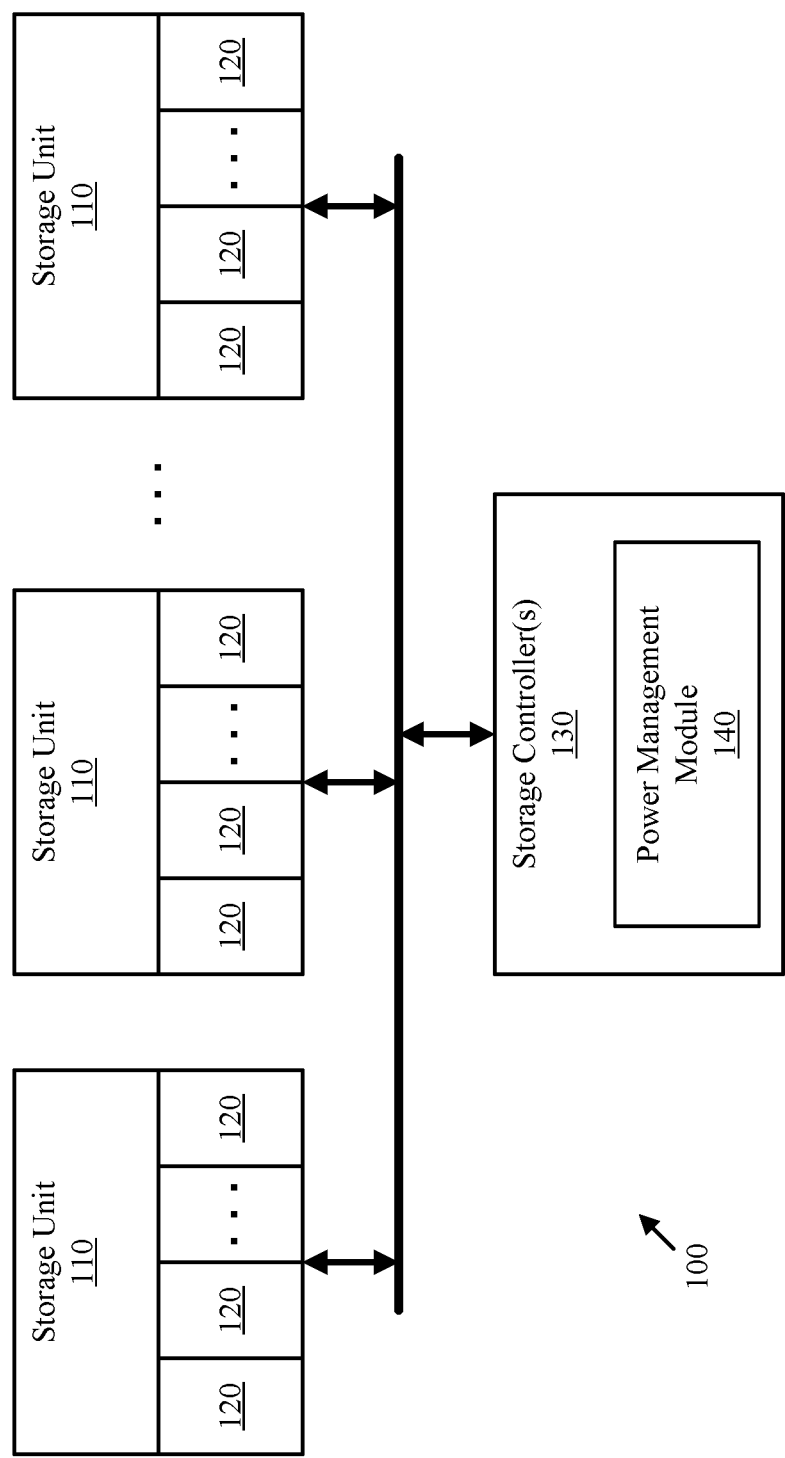 Storage Unit
110
120
120
. . .
120
Storage Unit
110
120
120
. . .
120
. . .
Storage Unit
110
120
120
. . .
120
Storage Controller(s)
130
Power Management
Module
140
100